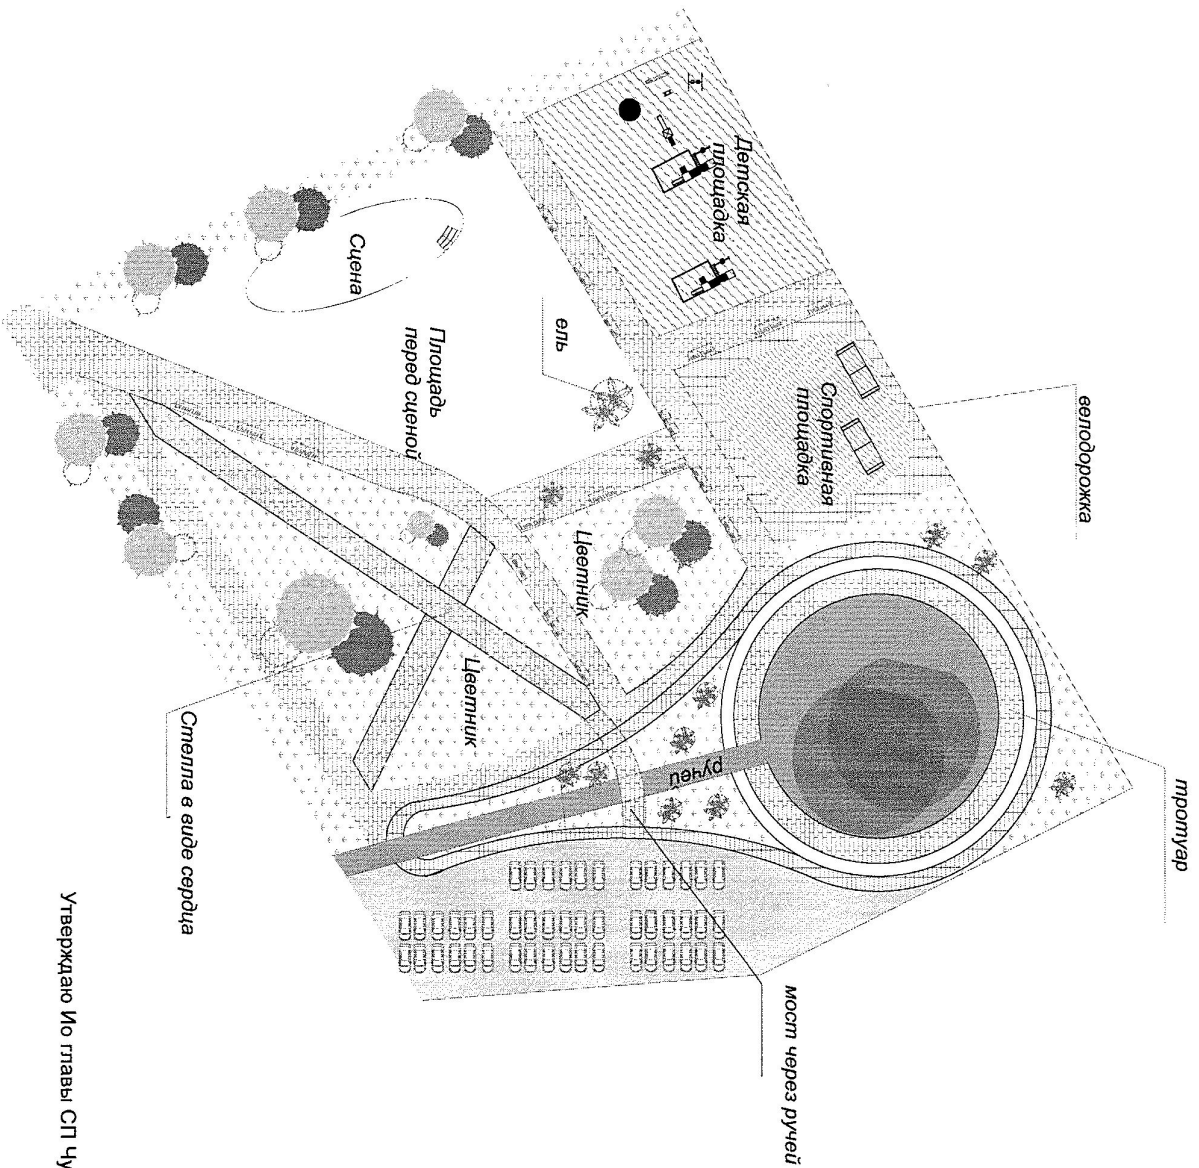 тротуар
велодорожка
мост через ручей
Детская
площадка
Спортивная
площадка
ручей
ель
Цветник
Цветник
Площадь
перед сценой
Сцена
Стелла в виде сердца
Утверждаю Ио главы СП Чу